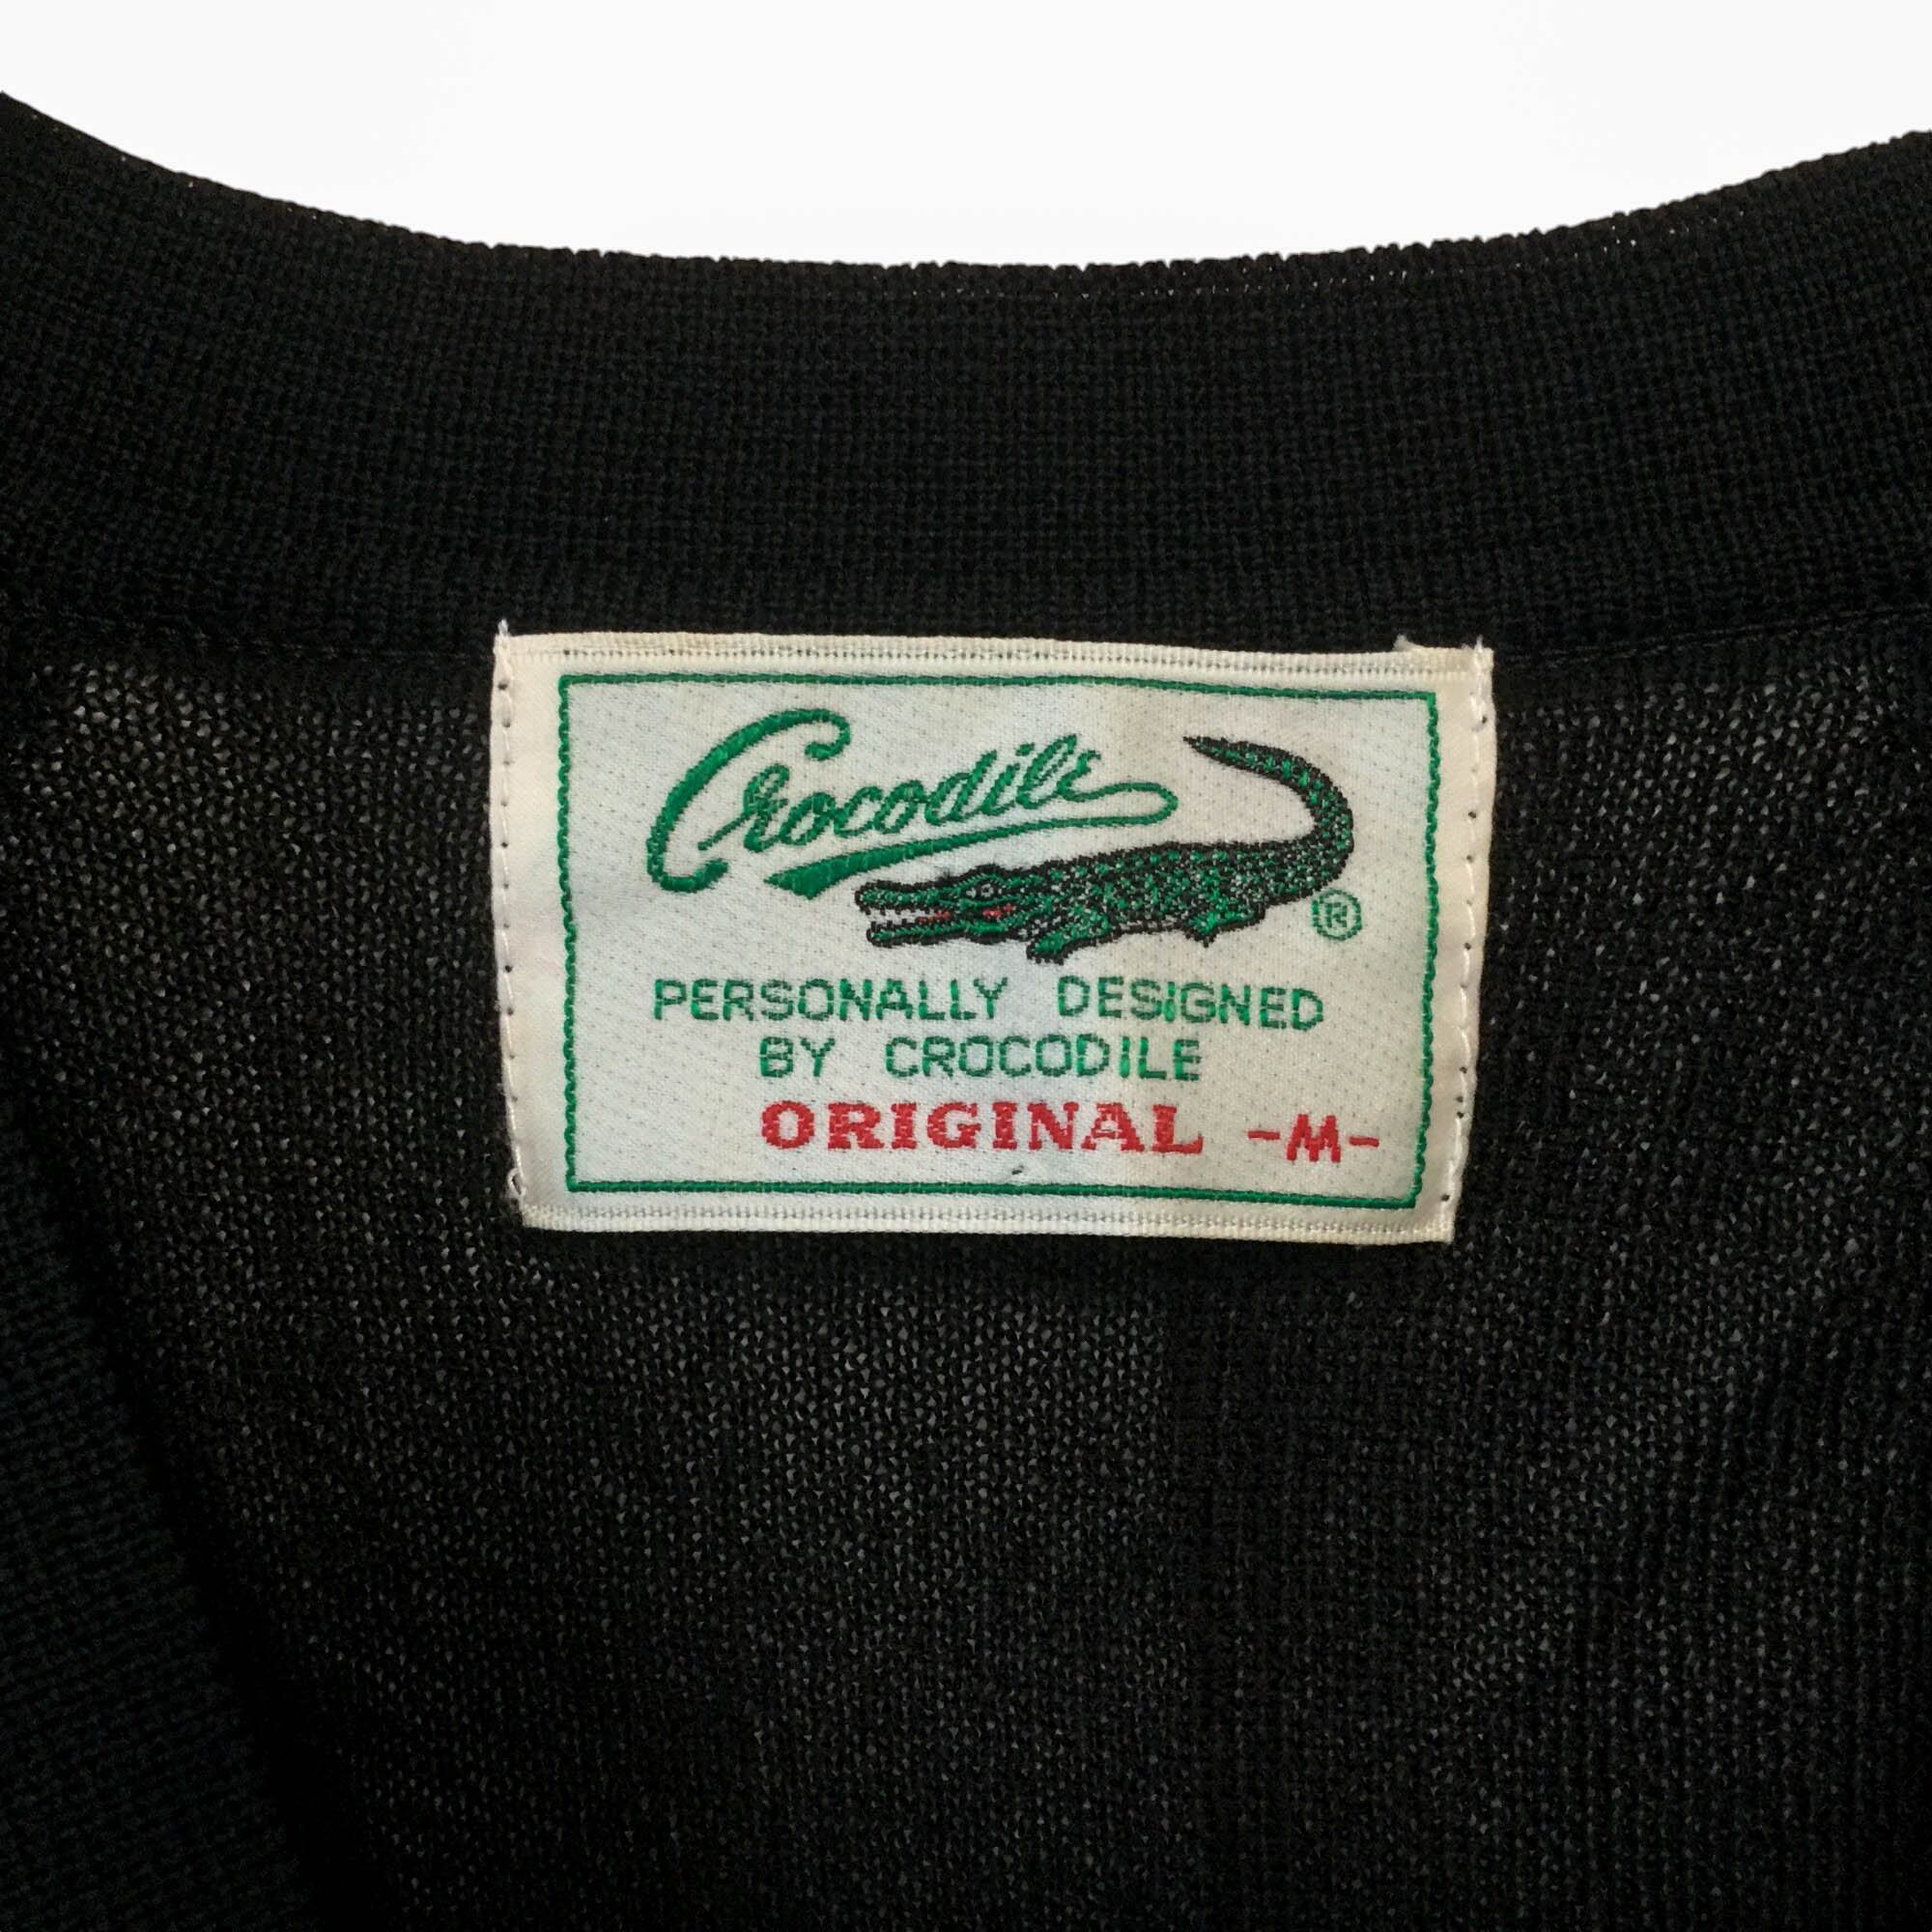 Crocodile
®
PERSONALLY DESIGNED
BY CROCODILE
ORIGINAL -M-